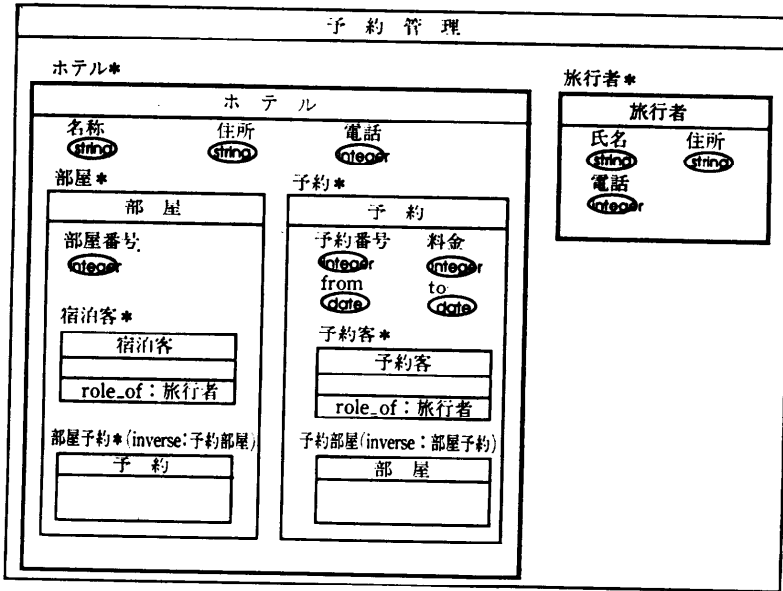 予約管理
ホテル*
旅行者*
ホテル
名称 住所 電話
string string integer
部屋*
予約*
部屋
部屋番号
integer
宿泊客*
宿泊客
role_of：旅行者
部屋予約*(inverse：予約部屋)
予約
予約
予約番号 料金
integer integer
from to
date date
予約客*
予約客
role_of：旅行者
予約部屋(inverse：部屋予約)
部屋
旅行者
氏名 住所
string string
電話
integer